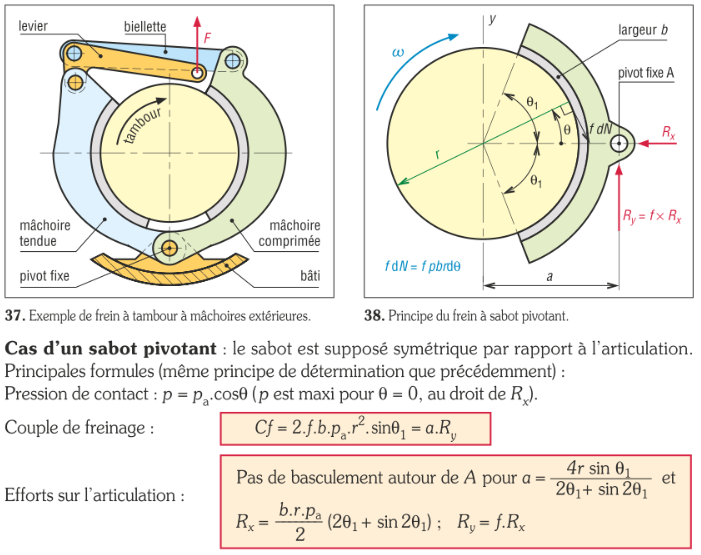 levier
biellette
F
tambour
mâchoire
tendue
mâchoire
comprimée
pivot fixe
bâti
y
largeur b
ω
pivot fixe A
θ₁
θ
f dN
r
θ₁
Rₓ
R_y = f × Rₓ
f dN = f pbrdθ
a
37. Exemple de frein à tambour à mâchoires extérieures.
38. Principe du frein à sabot pivotant.
Cas d'un sabot pivotant : le sabot est supposé symétrique par rapport à l'articulation.
Principales formules (même principe de détermination que précédemment) :
Pression de contact : p = pₐ.cosθ (p est maxi pour θ = 0, au droit de Rₓ).
Couple de freinage : Cf = 2.f.b.pₐ.r².sinθ₁ = a.R_y
Efforts sur l'articulation :
Pas de basculement autour de A pour a = 4r sin θ₁ / (2θ₁ + sin 2θ₁) et
Rₓ = b.r.pₐ / 2 (2θ₁ + sin 2θ₁) ; R_y = f.Rₓ